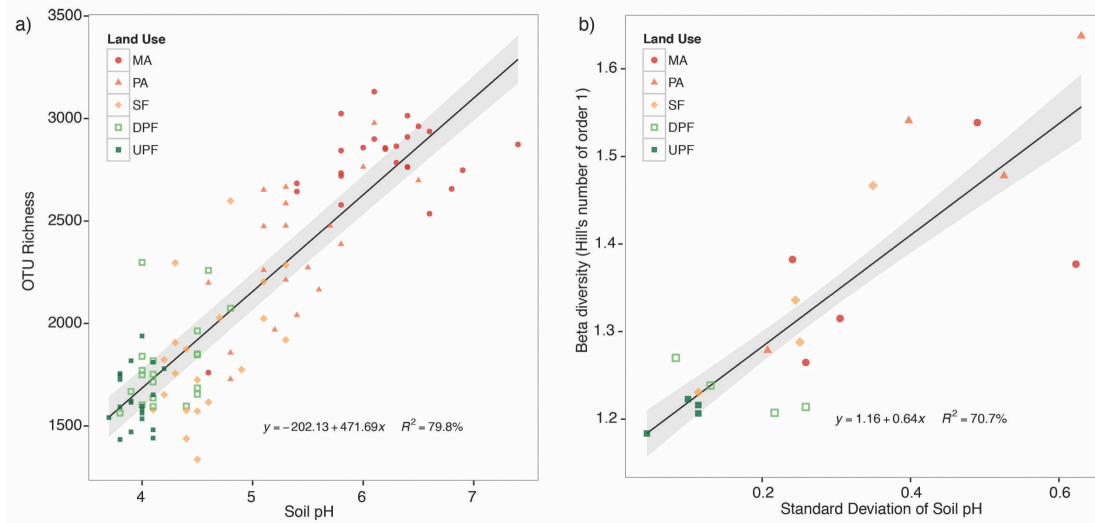 a)
3500
3000
2500
2000
1500
OTU Richness
Land Use
MA
PA
SF
DPF
UPF
y = −202.13 + 471.69x R² = 79.8%
4 5 6 7
Soil pH
b)
1.6
1.5
1.4
1.3
1.2
Beta diversity (Hill's number of order 1)
Land Use
MA
PA
SF
DPF
UPF
y = 1.16 + 0.64x R² = 70.7%
0.2 0.4 0.6
Standard Deviation of Soil pH